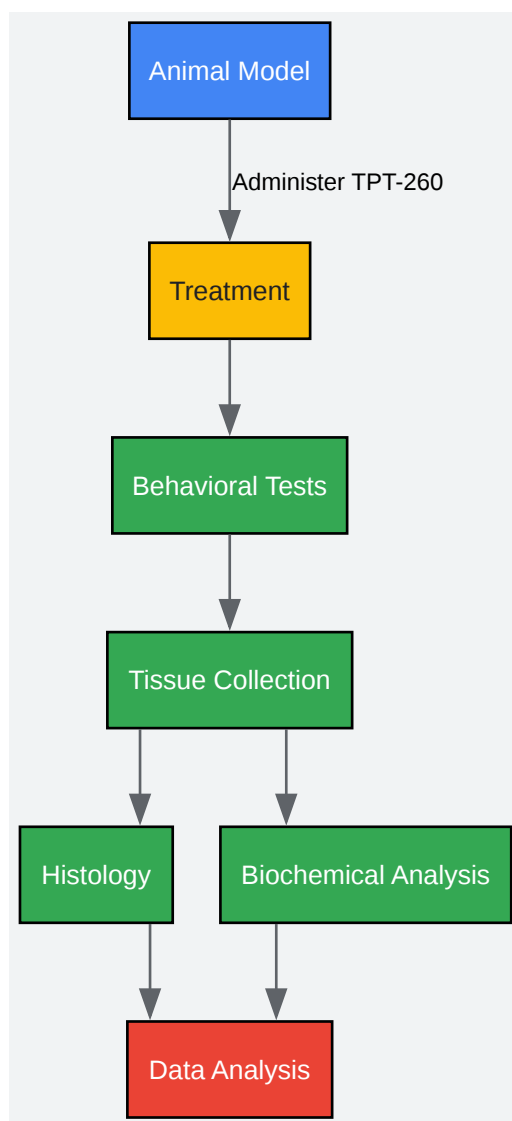 Animal Model
Administer TPT-260
Treatment
Behavioral Tests
Tissue Collection
Histology
Biochemical Analysis
Data Analysis